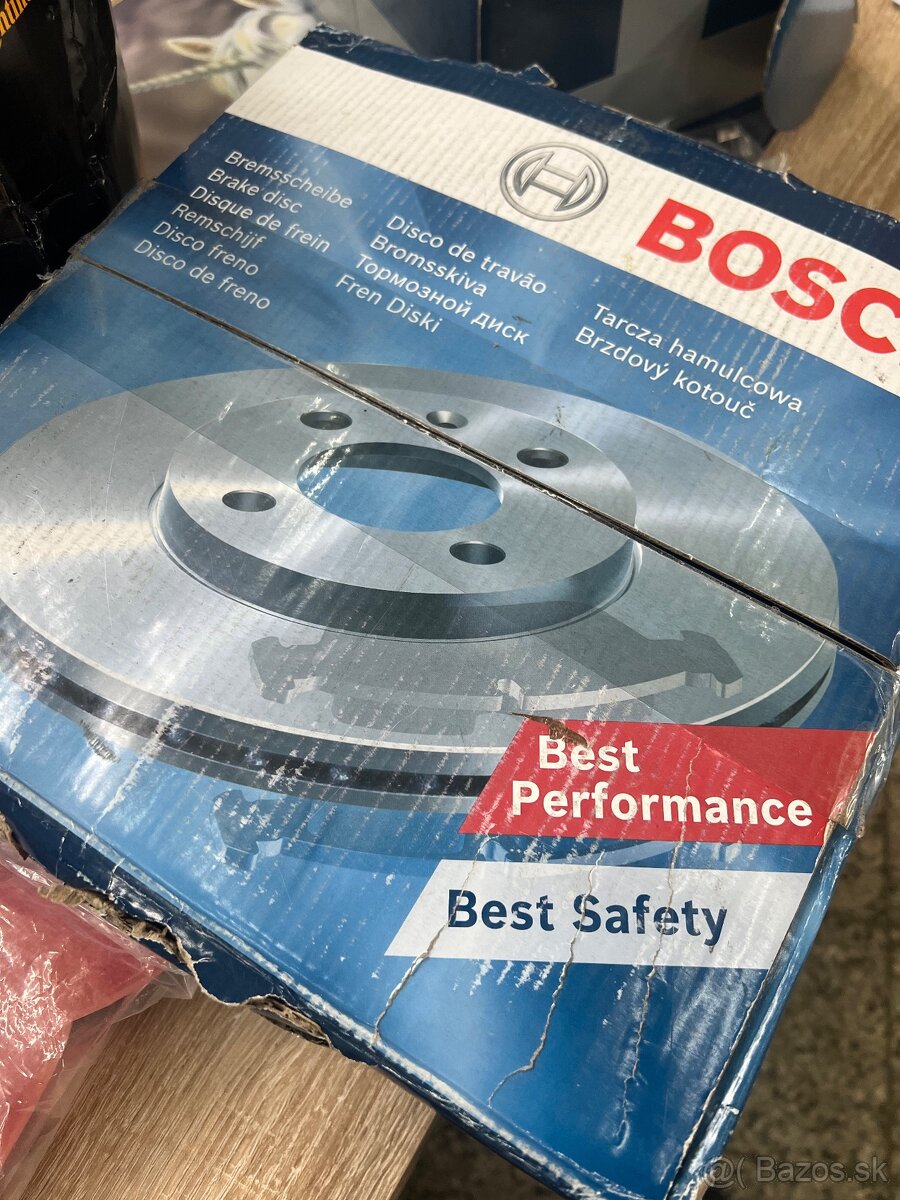 BOSC
Bremsscheibe
Brake disc
Disque de frein
Remschijf
Disco freno
Disco de freno
Disco de travão
Bromsskiva
Тормозной диск
Fren Diski
Tarcza hamulcowa
Brzdový kotouč
Best
Performance
Best Safety
@( Bazos.sk